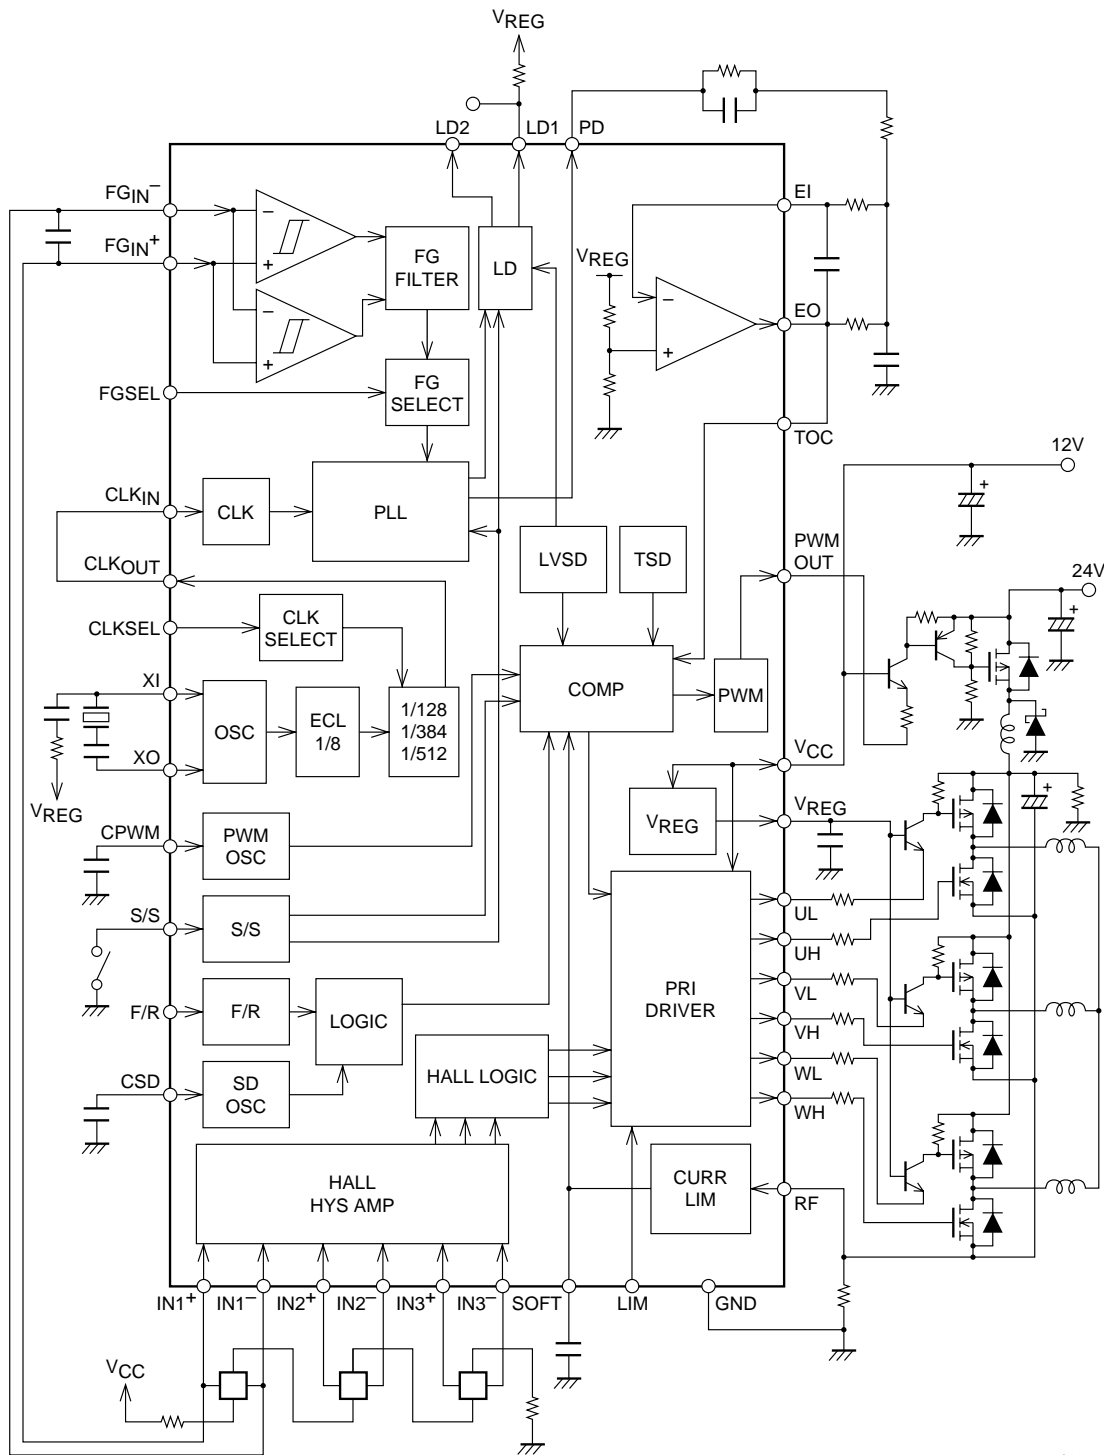 VREG
LD2
LD1
PD
FGIN−
FGIN+
EI
EO
TOC
−
+
−
+
FG
FILTER
LD
VREG
−
+
FGSEL
FG
SELECT
12V
+
CLKIN
CLK
PLL
CLKOUT
LVSD
TSD
PWM
OUT
24V
+
CLKSEL
CLK
SELECT
COMP
PWM
XI
XO
VREG
OSC
ECL
1/8
1/128
1/384
1/512
VCC
VREG
VREG
+
CPWM
PWM
OSC
S/S
S/S
F/R
F/R
LOGIC
CSD
SD
OSC
HALL LOGIC
PRI
DRIVER
UL
UH
VL
VH
WL
WH
HALL
HYS AMP
CURR
LIM
RF
IN1+
IN1−
IN2+
IN2−
IN3+
IN3−
SOFT
LIM
GND
VCC